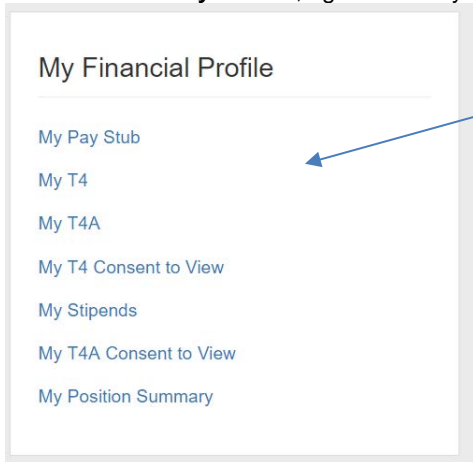 My Financial Profile
My Pay Stub
My T4
My T4A
My T4 Consent to View
My Stipends
My T4A Consent to View
My Position Summary